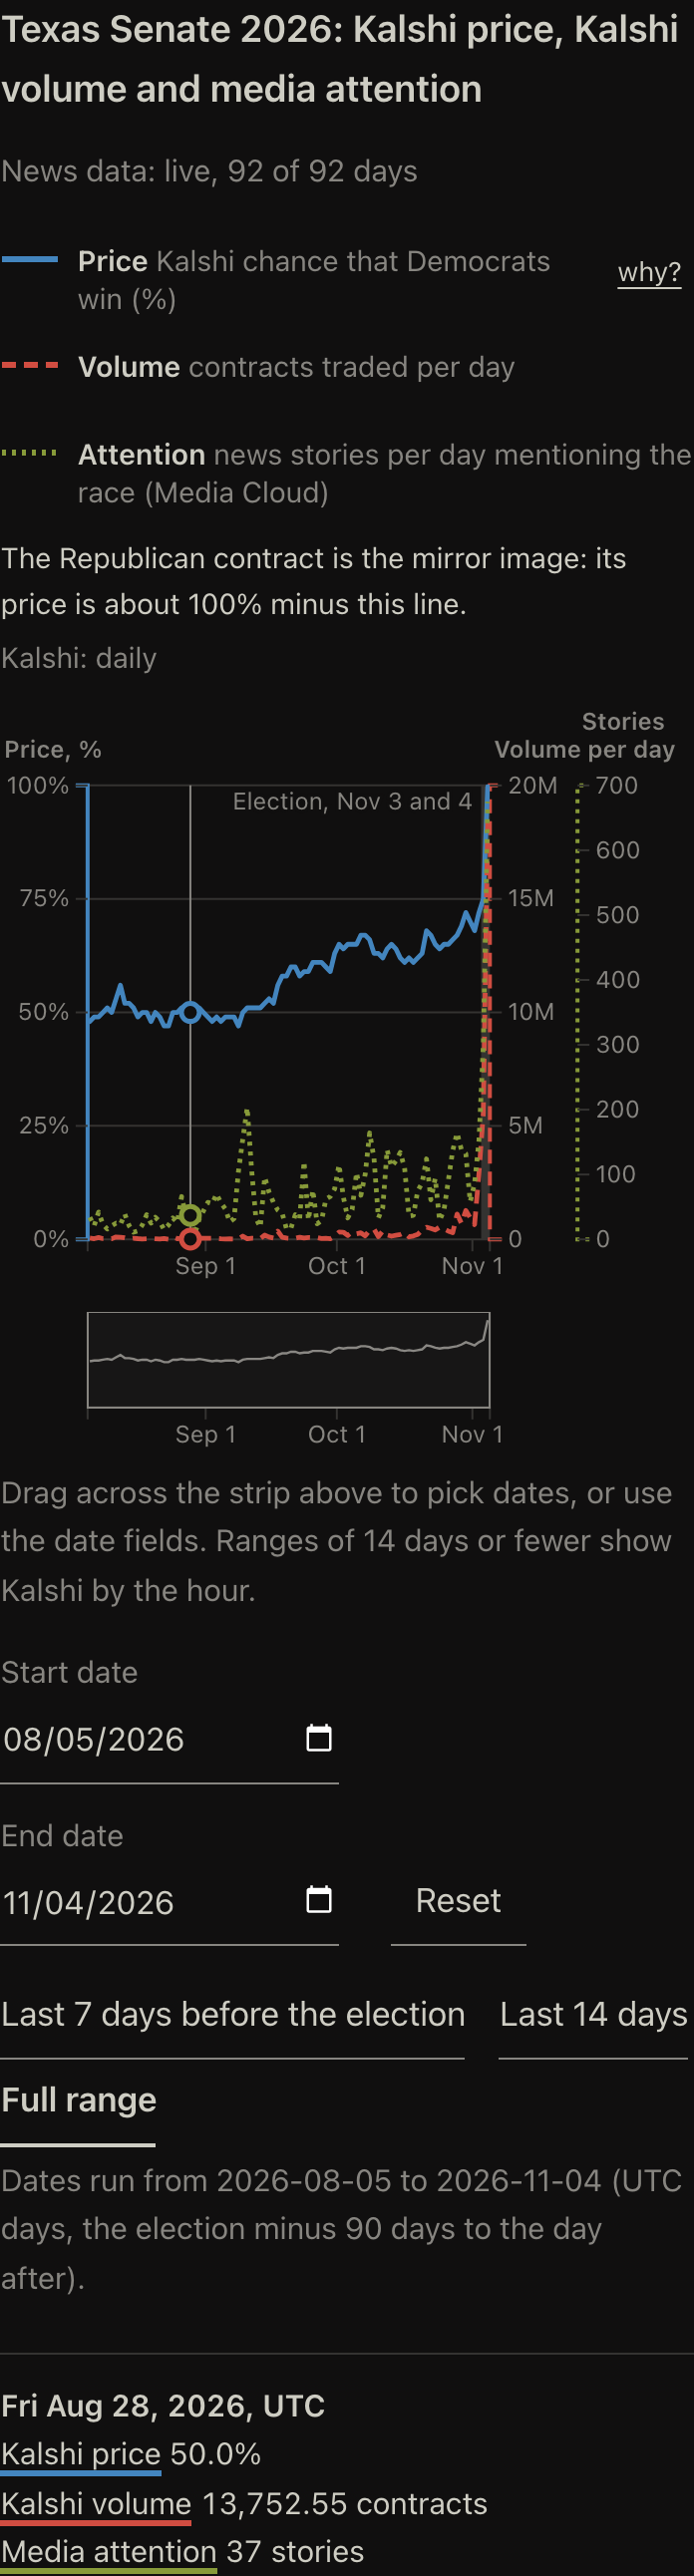 Texas Senate 2026: Kalshi price, Kalshi
volume and media attention
News data: live, 92 of 92 days
Price Kalshi chance that Democrats
win (%)
why?
Volume contracts traded per day
Attention news stories per day mentioning the
race (Media Cloud)
The Republican contract is the mirror image: its
price is about 100% minus this line.
Kalshi: daily
Stories
Price, %
Volume per day
100%
Election, Nov 3 and 4
20M
700
600
75%
15M
500
400
50%
10M
300
25%
5M
200
100
0%
0
0
Sep 1
Oct 1
Nov 1
Sep 1
Oct 1
Nov 1
Drag across the strip above to pick dates, or use
the date fields. Ranges of 14 days or fewer show
Kalshi by the hour.
Start date
08/05/2026
End date
11/04/2026
Reset
Last 7 days before the election
Last 14 days
Full range
Dates run from 2026-08-05 to 2026-11-04 (UTC
days, the election minus 90 days to the day
after).
Fri Aug 28, 2026, UTC
Kalshi price 50.0%
Kalshi volume 13,752.55 contracts
Media attention 37 stories